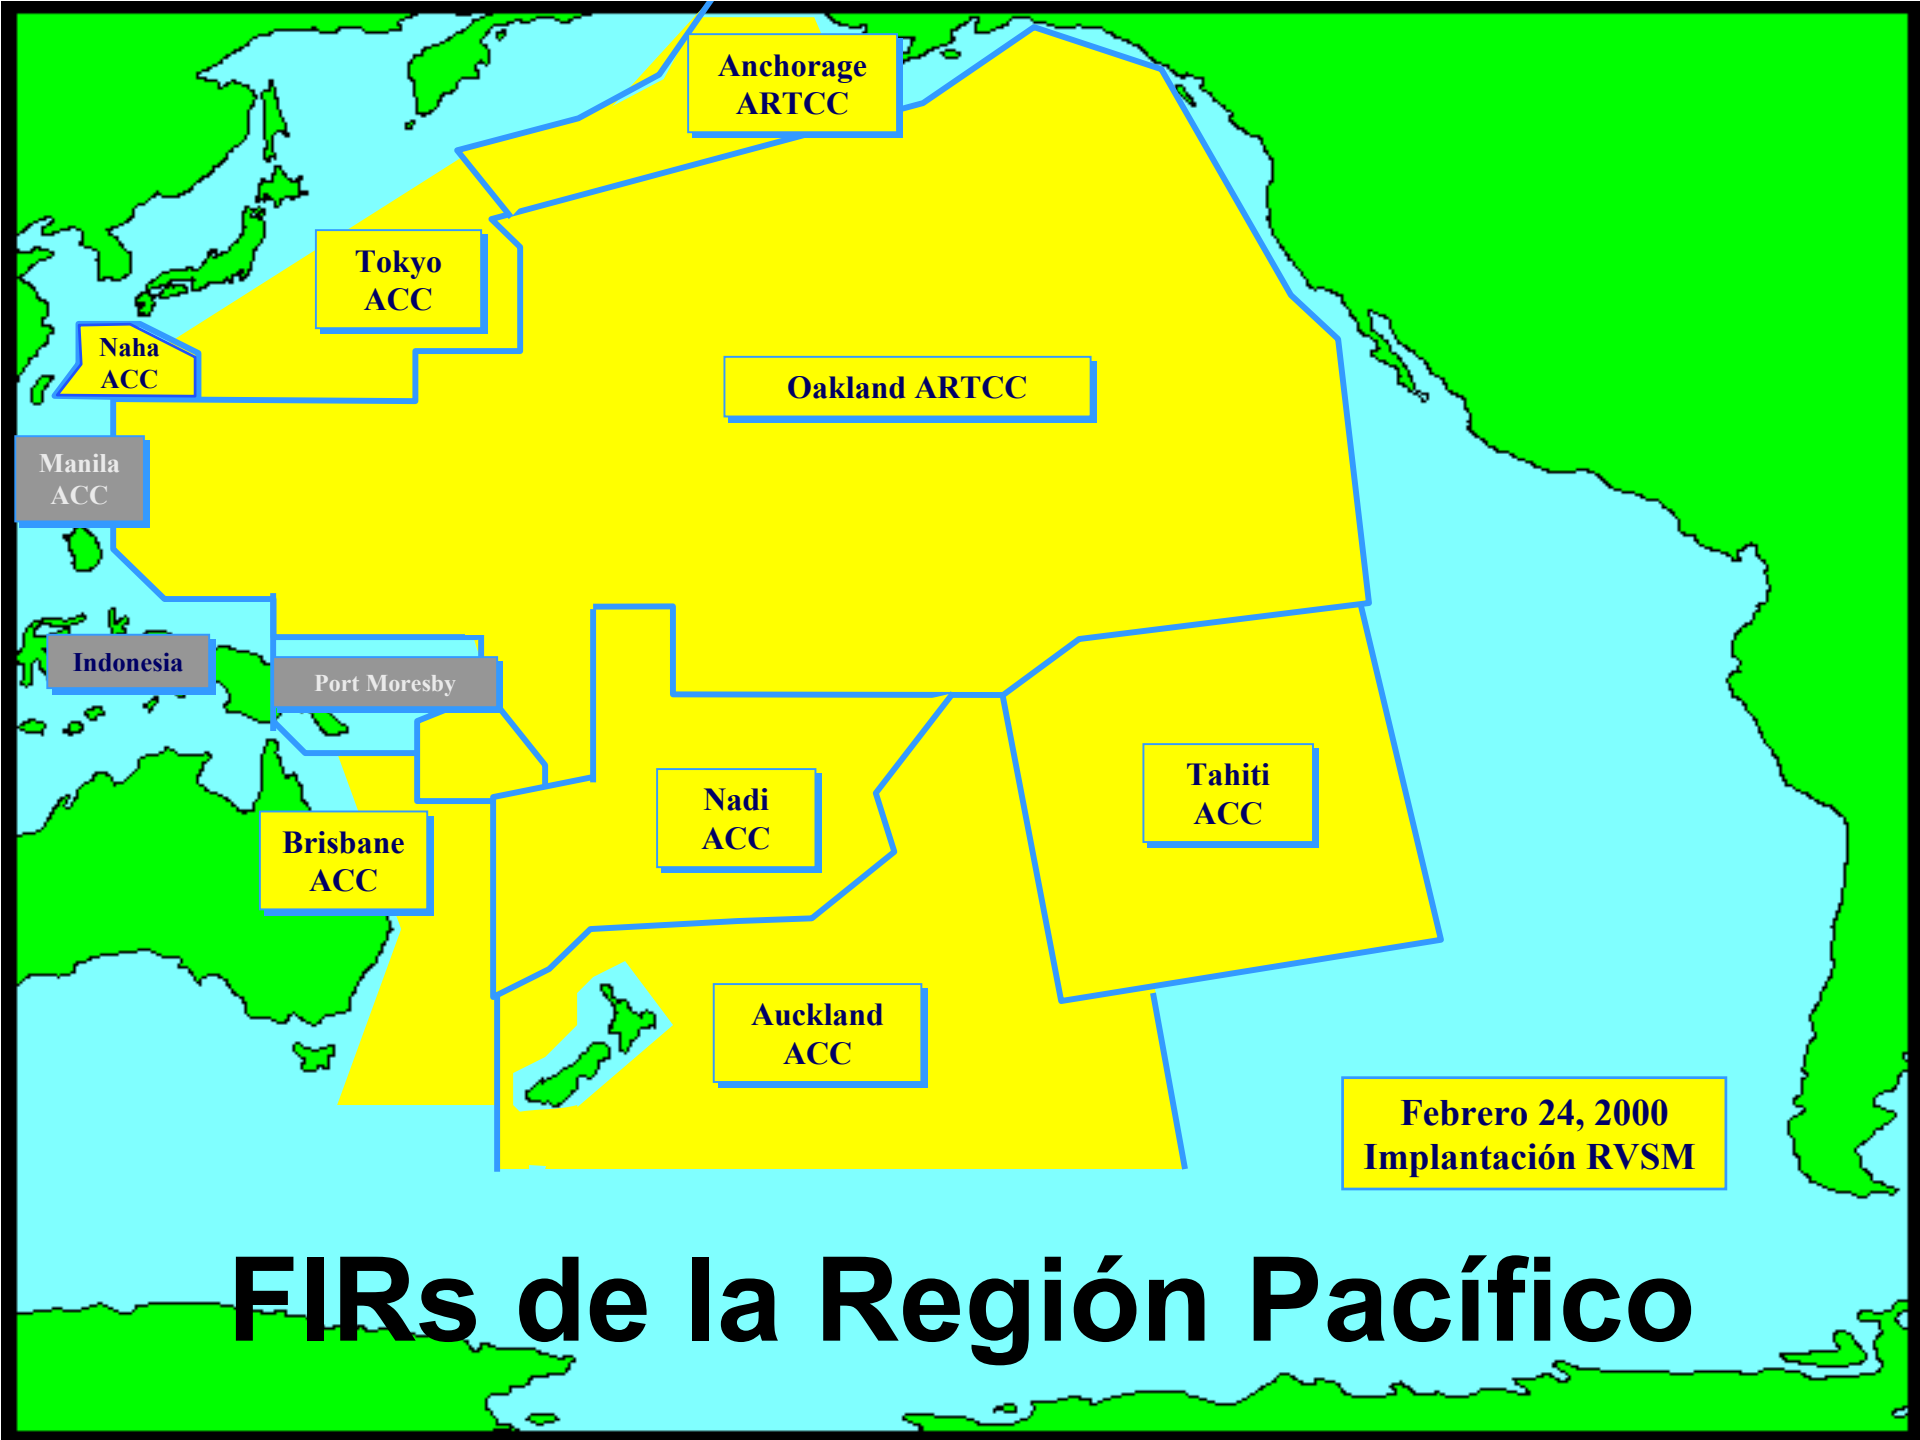 Anchorage
ARTCC
Tokyo
ACC
Naha
ACC
Oakland ARTCC
Manila
ACC
Indonesia
Port Moresby
Brisbane
ACC
Nadi
ACC
Tahiti
ACC
Auckland
ACC
Febrero 24, 2000
Implantación RVSM
FIRs de la Región Pacífico